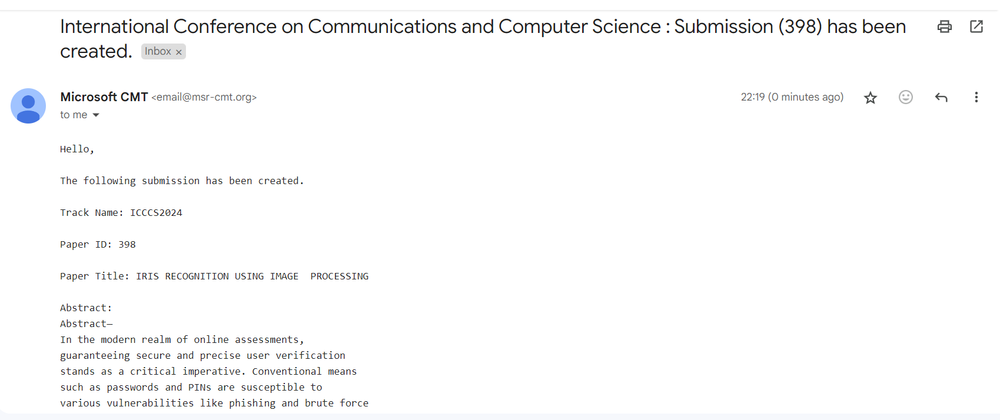 International Conference on Communications and Computer Science : Submission (398) has been
created. Inbox ×
Microsoft CMT <email@msr-cmt.org>
22:19 (0 minutes ago)
to me
Hello,
The following submission has been created.
Track Name: ICCCS2024
Paper ID: 398
Paper Title: IRIS RECOGNITION USING IMAGE  PROCESSING
Abstract:
Abstract—
In the modern realm of online assessments,
guaranteeing secure and precise user verification
stands as a critical imperative. Conventional means
such as passwords and PINs are susceptible to
various vulnerabilities like phishing and brute force